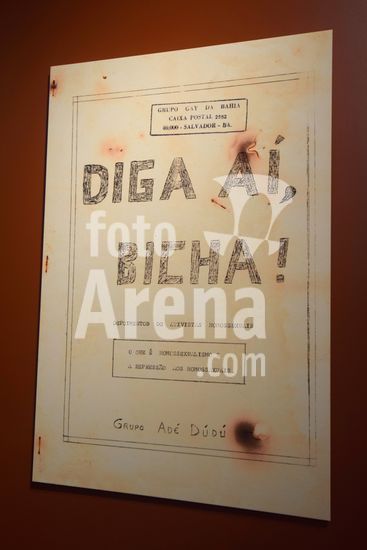 GRUPO GAY DA BAHIA
CAIXA POSTAL 2552
40.000 - SALVADOR - BA.
DIGA AÍ,
BICHA!
foto
Arena
.com
DEPOIMENTOS DE ATIVISTAS HOMOSSEXUAIS
O QUE É HOMOSSEXUALISMO
A REPRESSÃO AOS HOMOSSEXUAIS
GRUPO ADÉ DÚDÚ